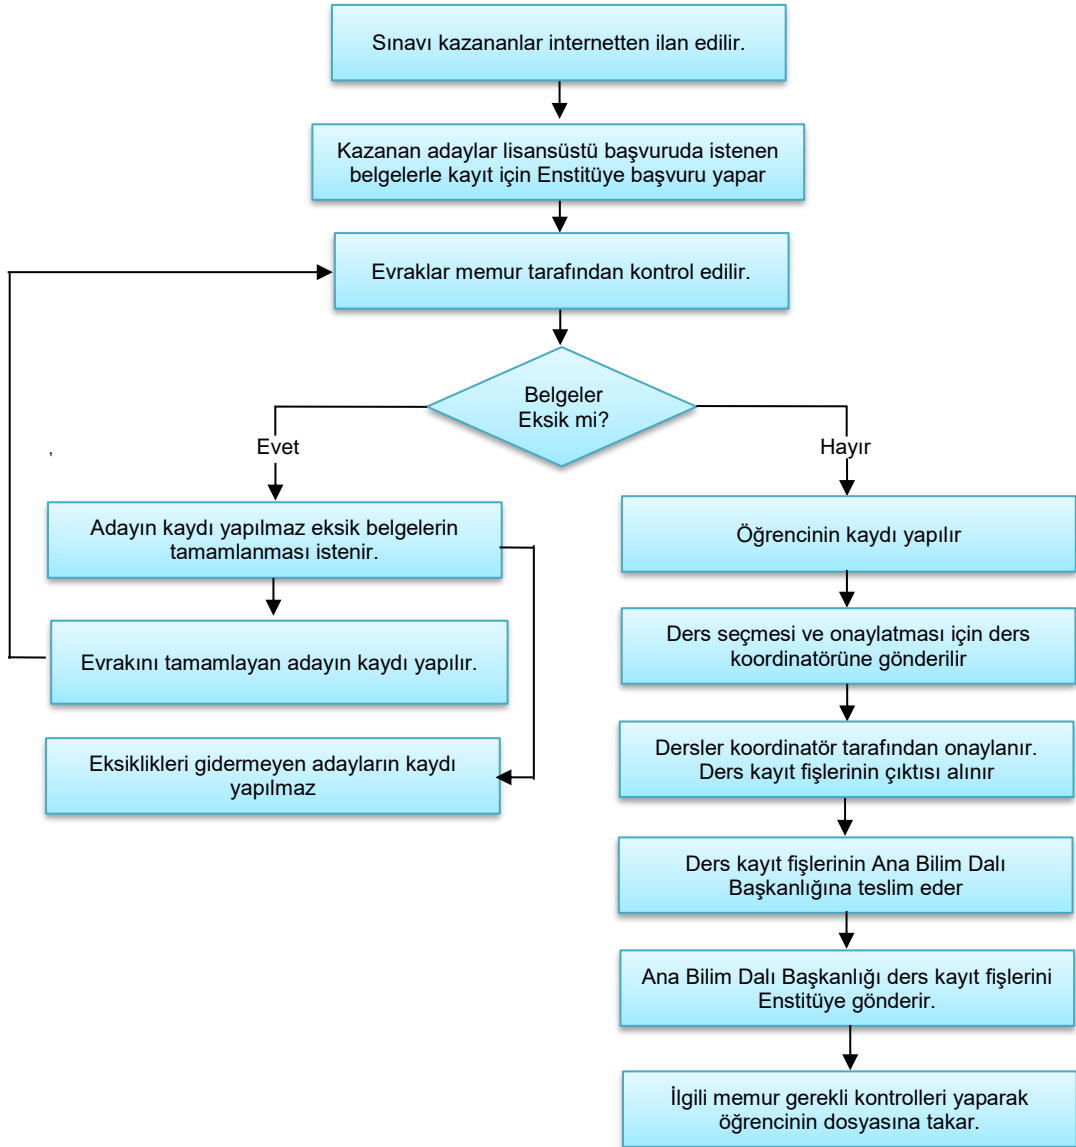 Sınavı kazananlar internetten ilan edilir.
Kazanan adaylar lisansüstü başvuruda istenen
belgelerle kayıt için Enstitüye başvuru yapar
Evraklar memur tarafından kontrol edilir.
Belgeler
Eksik mi?
Evet
Hayır
,
Adayın kaydı yapılmaz eksik belgelerin
tamamlanması istenir.
Evrakını tamamlayan adayın kaydı yapılır.
Eksiklikleri gidermeyen adayların kaydı
yapılmaz
Öğrencinin kaydı yapılır
Ders seçmesi ve onaylatması için ders
koordinatörüne gönderilir
Dersler koordinatör tarafından onaylanır.
Ders kayıt fişlerinin çıktısı alınır
Ders kayıt fişlerinin Ana Bilim Dalı
Başkanlığına teslim eder
Ana Bilim Dalı Başkanlığı ders kayıt fişlerini
Enstitüye gönderir.
İlgili memur gerekli kontrolleri yaparak
öğrencinin dosyasına takar.